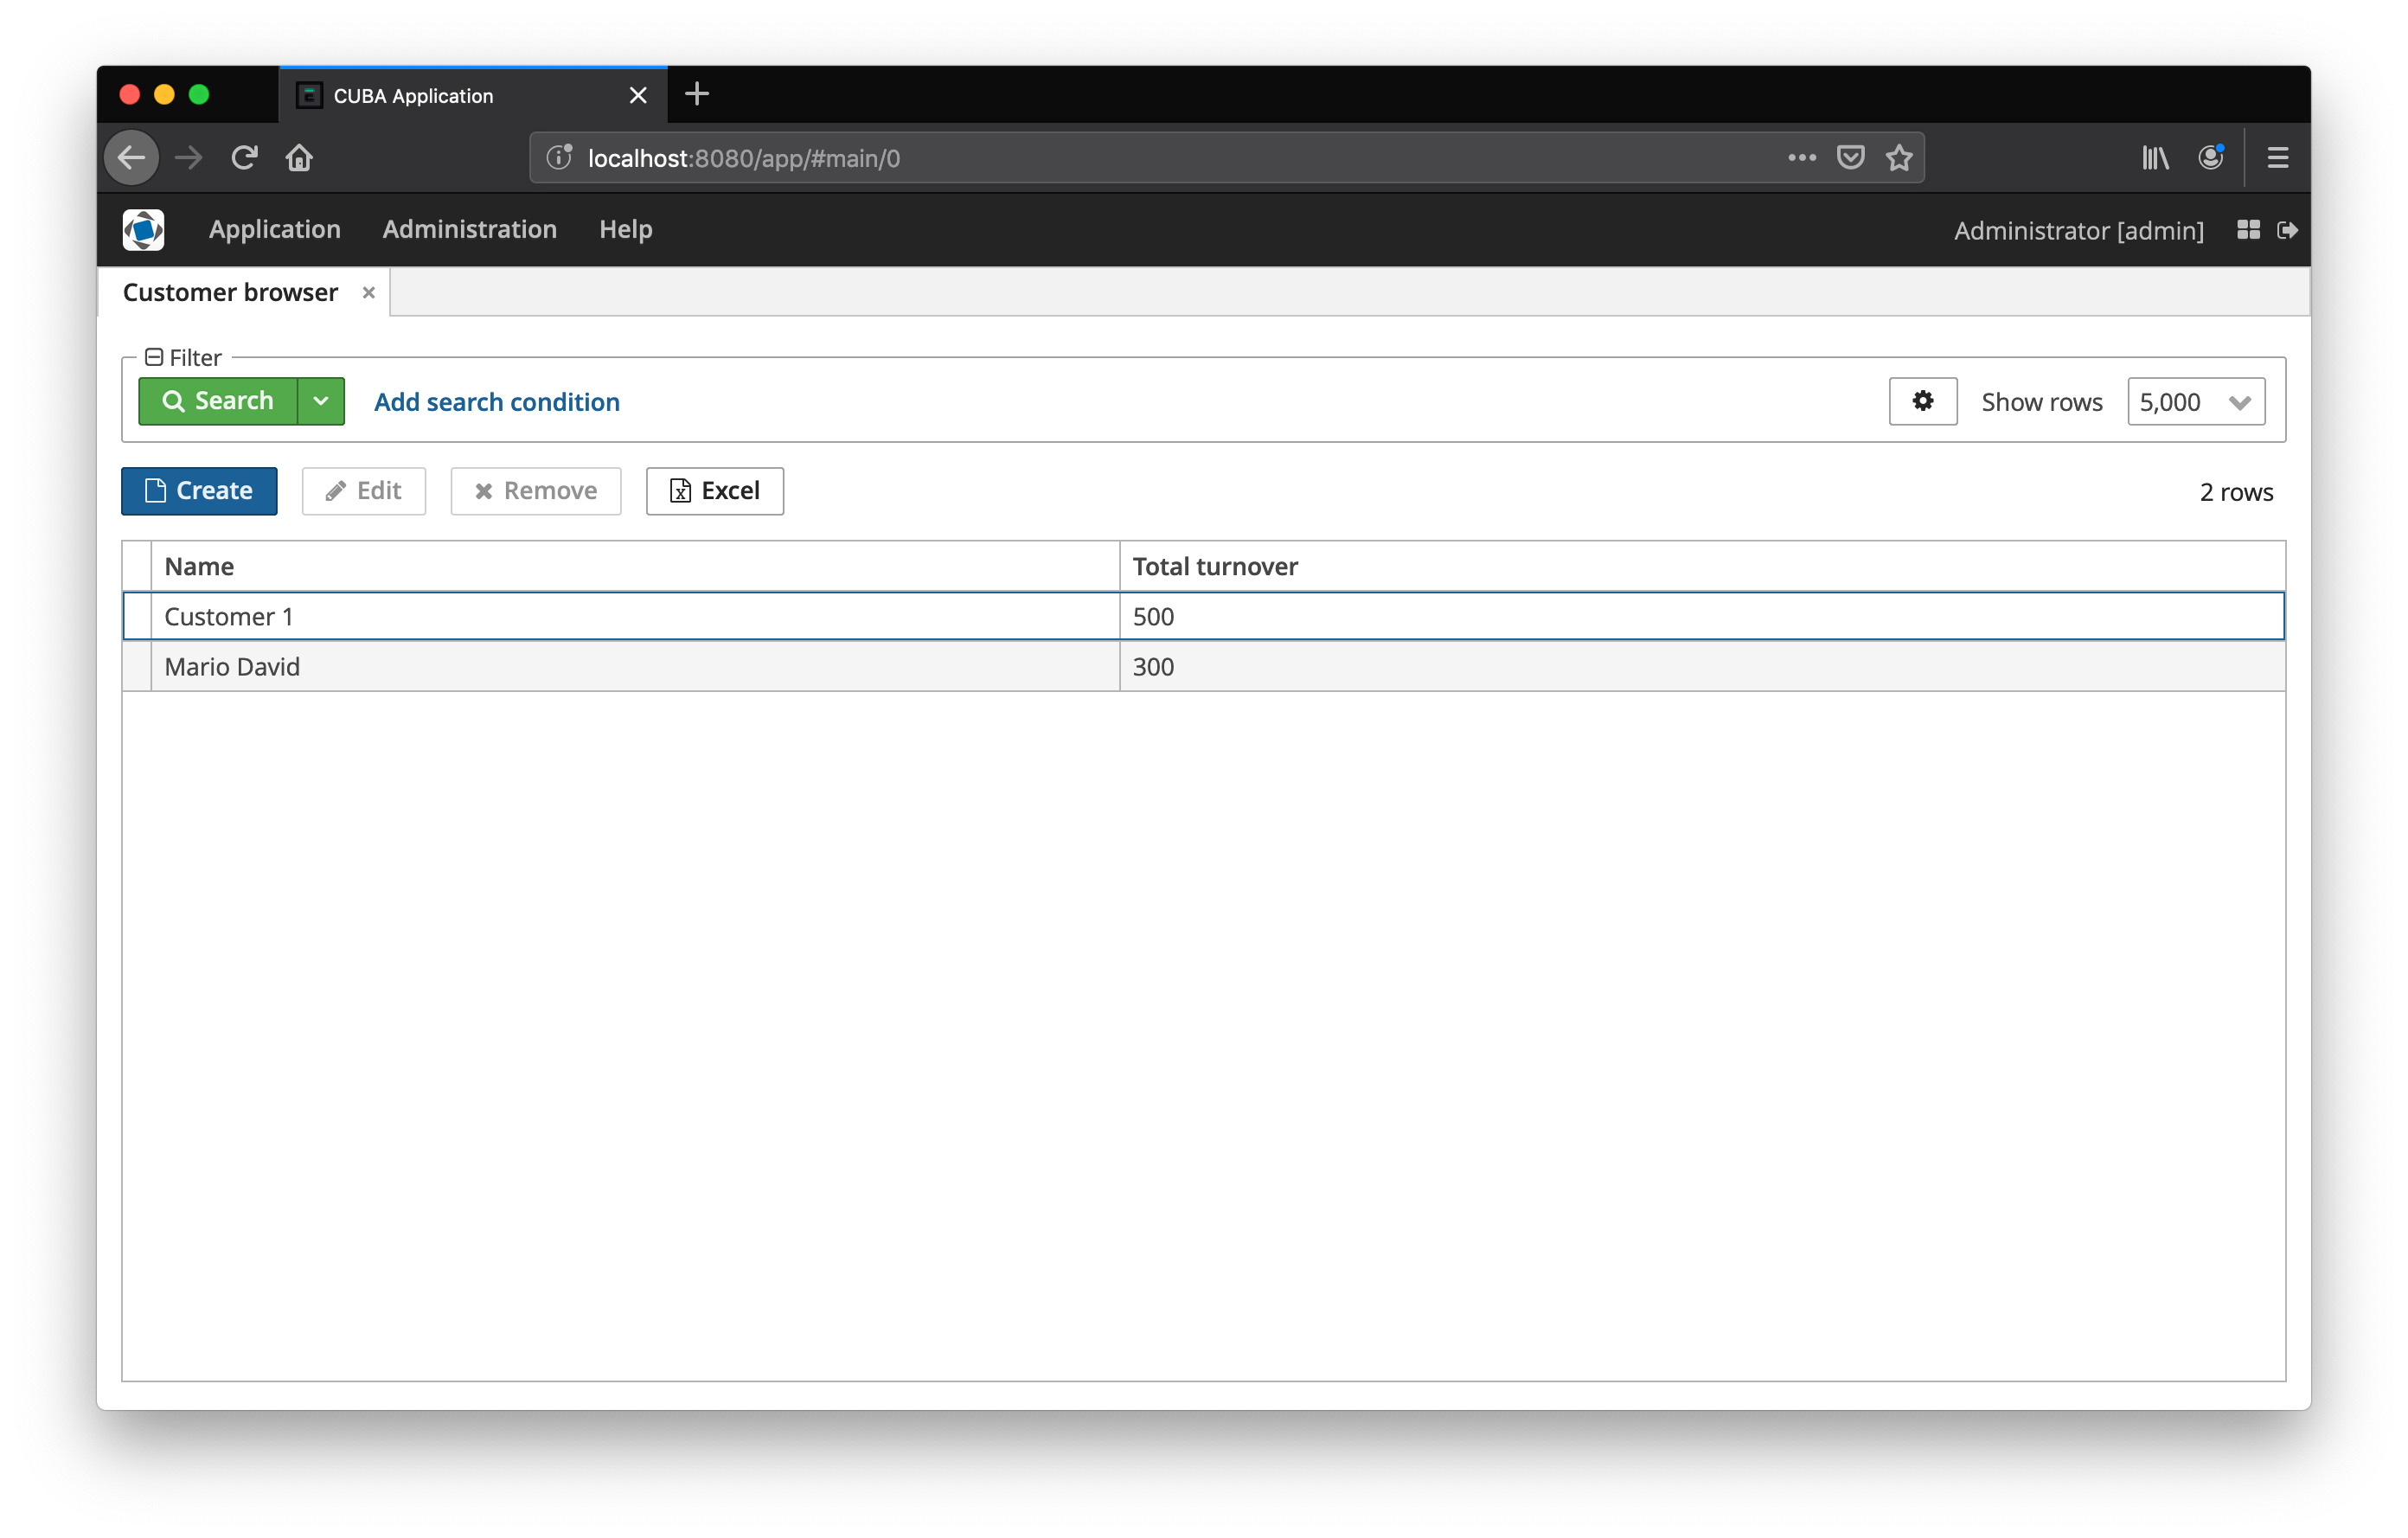 CUBA Application
localhost:8080/app/#main/0
Application Administration Help Administrator [admin]
Customer browser
Filter
Search Add search condition Show rows 5,000
Create Edit Remove Excel 2 rows
Name Total turnover
Customer 1 500
Mario David 300